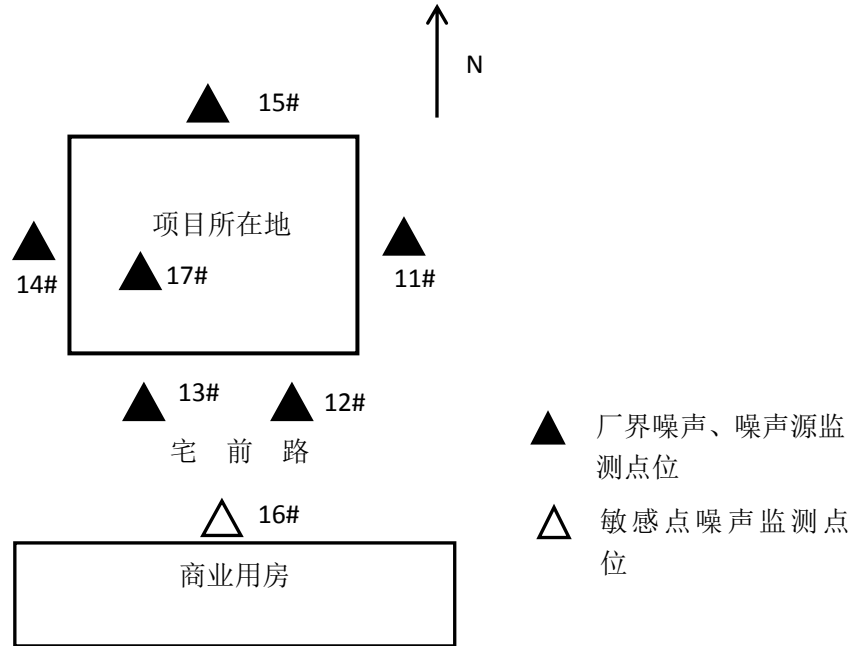 N
15#
项目所在地
14#
17#
11#
13#
12#
宅 前 路
厂界噪声、噪声源监
测点位
16#
敏感点噪声监测点
位
商业用房